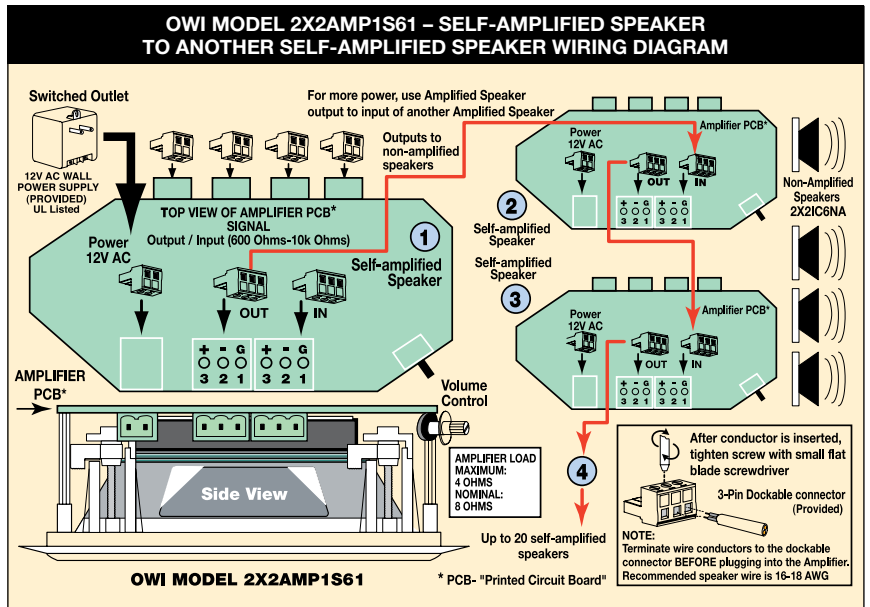 OWI MODEL 2X2AMP1S61 – SELF-AMPLIFIED SPEAKER
TO ANOTHER SELF-AMPLIFIED SPEAKER WIRING DIAGRAM
Switched Outlet
12V AC WALL
POWER SUPPLY
(PROVIDED)
UL Listed
For more power, use Amplified Speaker
output to input of another Amplified Speaker
Outputs to
non-amplified
speakers
TOP VIEW OF AMPLIFIER PCB*
SIGNAL
Output / Input (600 Ohms-10k Ohms)
Power
12V AC
1
Self-amplified
Speaker
OUT
IN
+ - G
3 2 1
+ - G
3 2 1
Amplifier PCB*
Power
12V AC
OUT
IN
+ - G
3 2 1
+ - G
3 2 1
2
Self-amplified
Speaker
Non-Amplified
Speakers
2X2IC6NA
Self-amplified
Speaker
3
Amplifier PCB*
Power
12V AC
OUT
IN
+ - G
3 2 1
+ - G
3 2 1
AMPLIFIER
PCB*
Volume
Control
Side View
AMPLIFIER LOAD
MAXIMUM:
4 OHMS
NOMINAL:
8 OHMS
4
Up to 20 self-amplified
speakers
After conductor is inserted,
tighten screw with small flat
blade screwdriver
3-Pin Dockable connector
(Provided)
NOTE:
Terminate wire conductors to the dockable
connector BEFORE plugging into the Amplifier.
Recommended speaker wire is 16-18 AWG
OWI MODEL 2X2AMP1S61
* PCB- "Printed Circuit Board"